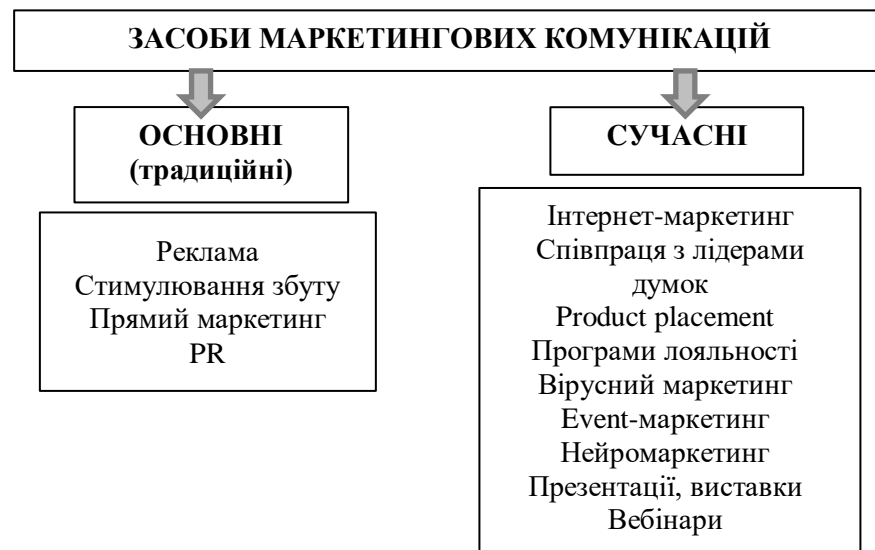 ЗАСОБИ МАРКЕТИНГОВИХ КОМУНІКАЦІЙ
ОСНОВНІ
(традиційні)
Реклама
Стимулювання збуту
Прямий маркетинг
PR
СУЧАСНІ
Інтернет-маркетинг
Співпраця з лідерами
думок
Product placement
Програми лояльності
Вірусний маркетинг
Event-маркетинг
Нейромаркетинг
Презентації, виставки
Вебінари